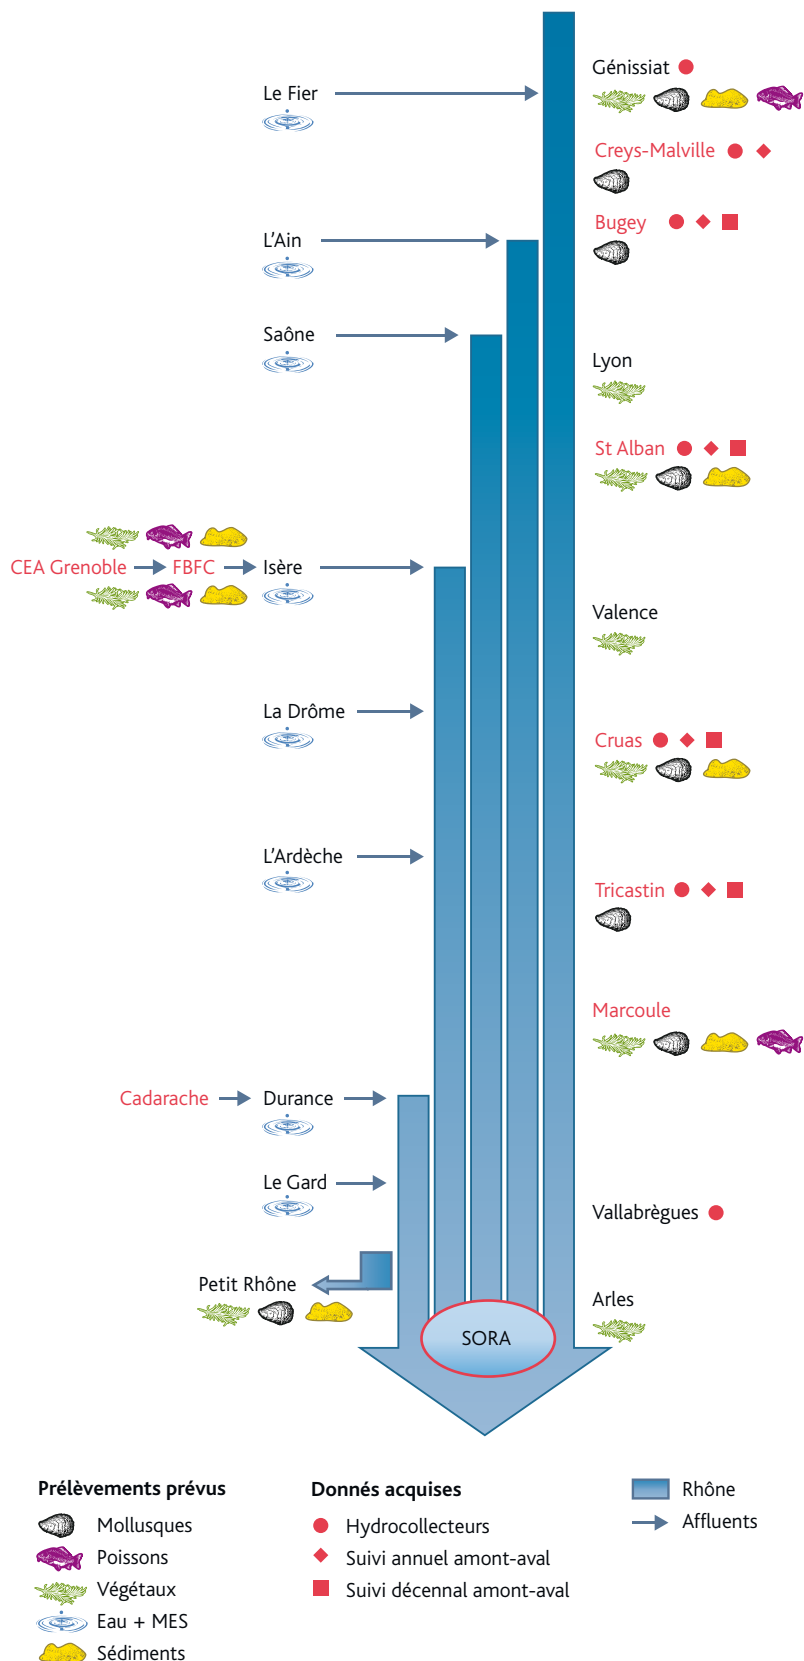 Génissiat
Le Fier
Creys-Malville
Bugey
L'Ain
Saône
Lyon
St Alban
CEA Grenoble
FBFC
Isère
Valence
La Drôme
Cruas
L'Ardèche
Tricastin
Marcoule
Cadarache
Durance
Le Gard
Vallabrègues
Petit Rhône
Arles
SORA
Prélèvements prévus
Mollusques
Poissons
Végétaux
Eau + MES
Sédiments
Donnés acquises
Hydrocollecteurs
Suivi annuel amont-aval
Suivi décennal amont-aval
Rhône
Affluents